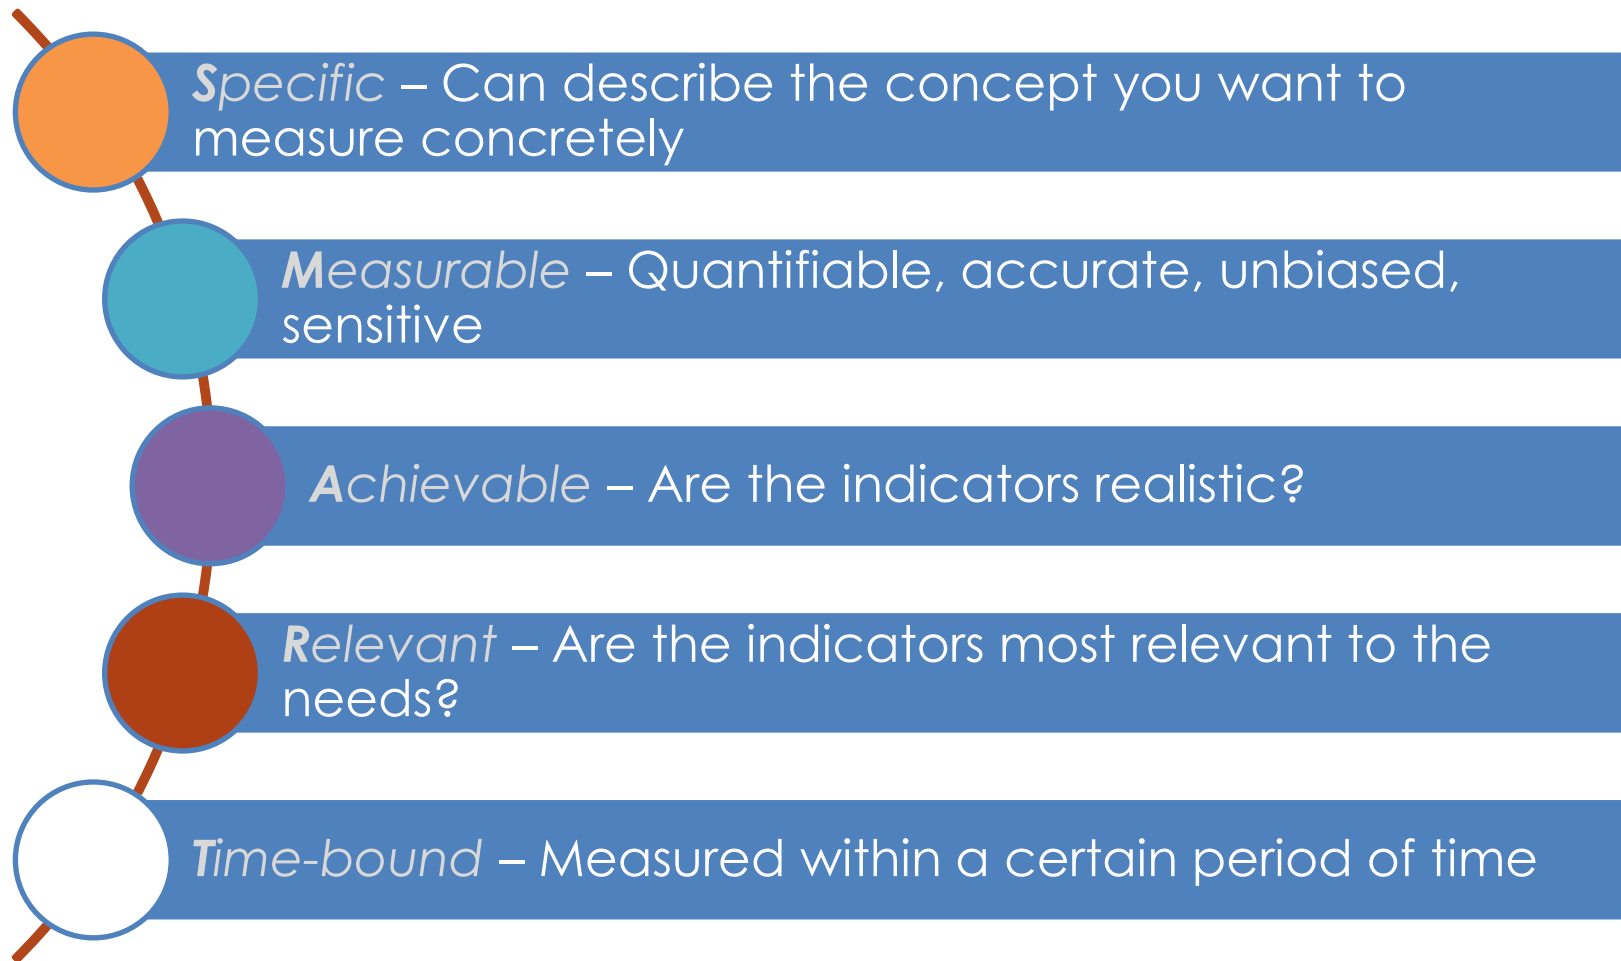 Specific – Can describe the concept you want to
measure concretely
Measurable – Quantifiable, accurate, unbiased,
sensitive
Achievable – Are the indicators realistic?
Relevant – Are the indicators most relevant to the
needs?
Time-bound – Measured within a certain period of time